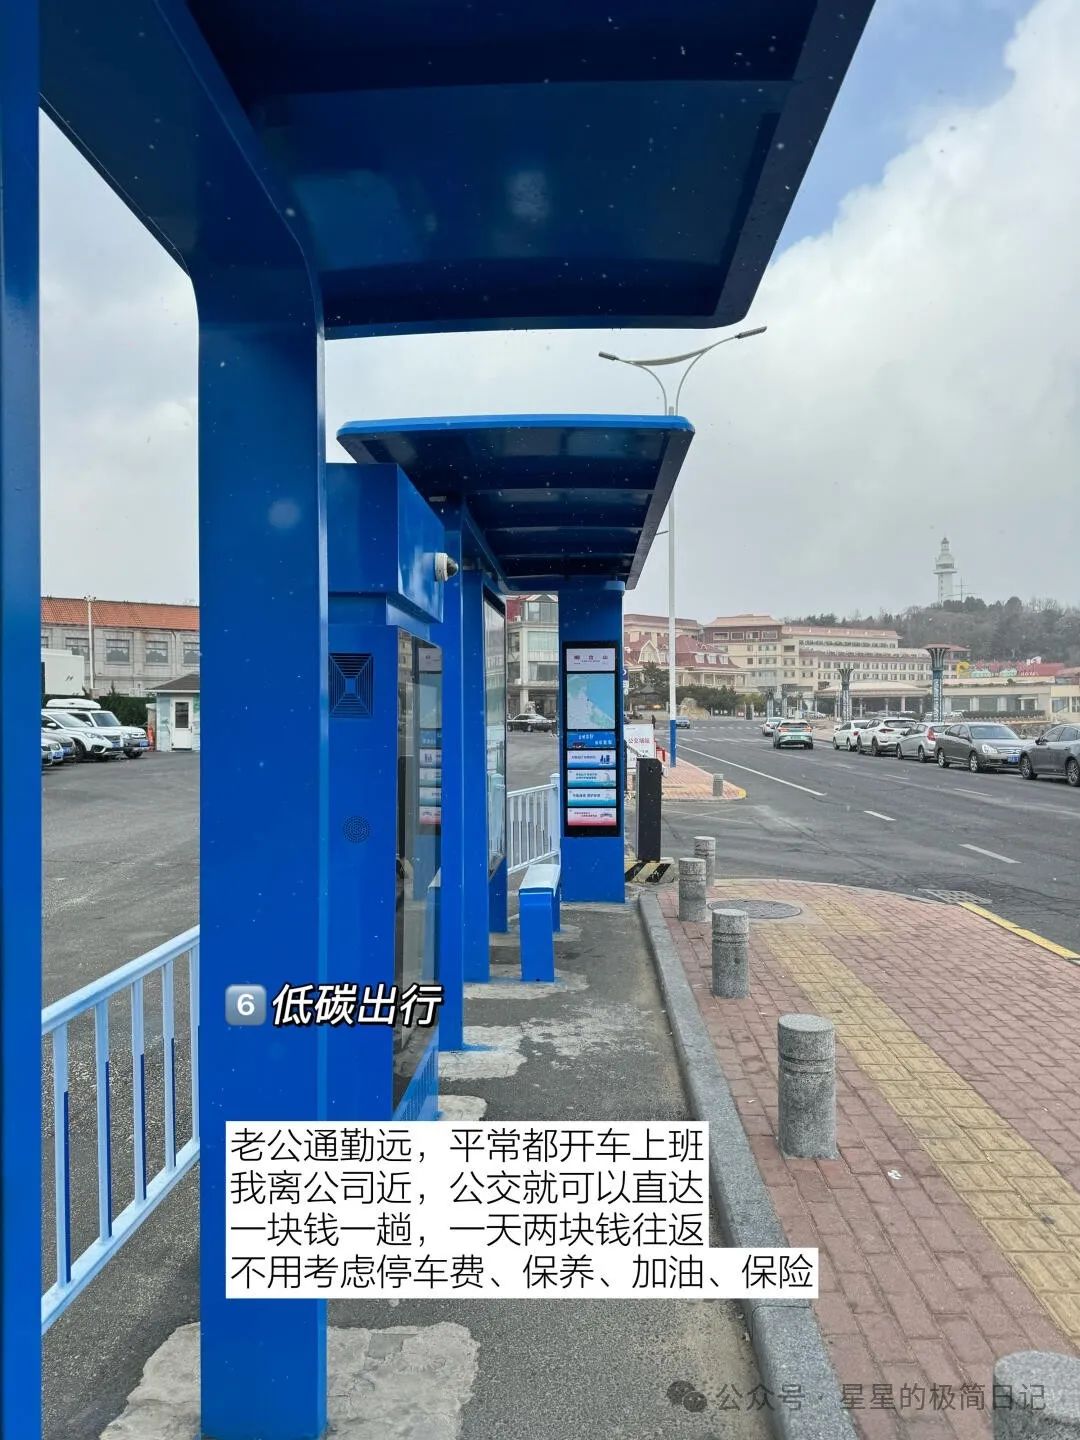 6 低碳出行
老公通勤远，平常都开车上班
我离公司近，公交就可以直达
一块钱一趟，一天两块钱往返
不用考虑停车费、保养、加油、保险
公众号·星星的极简日记